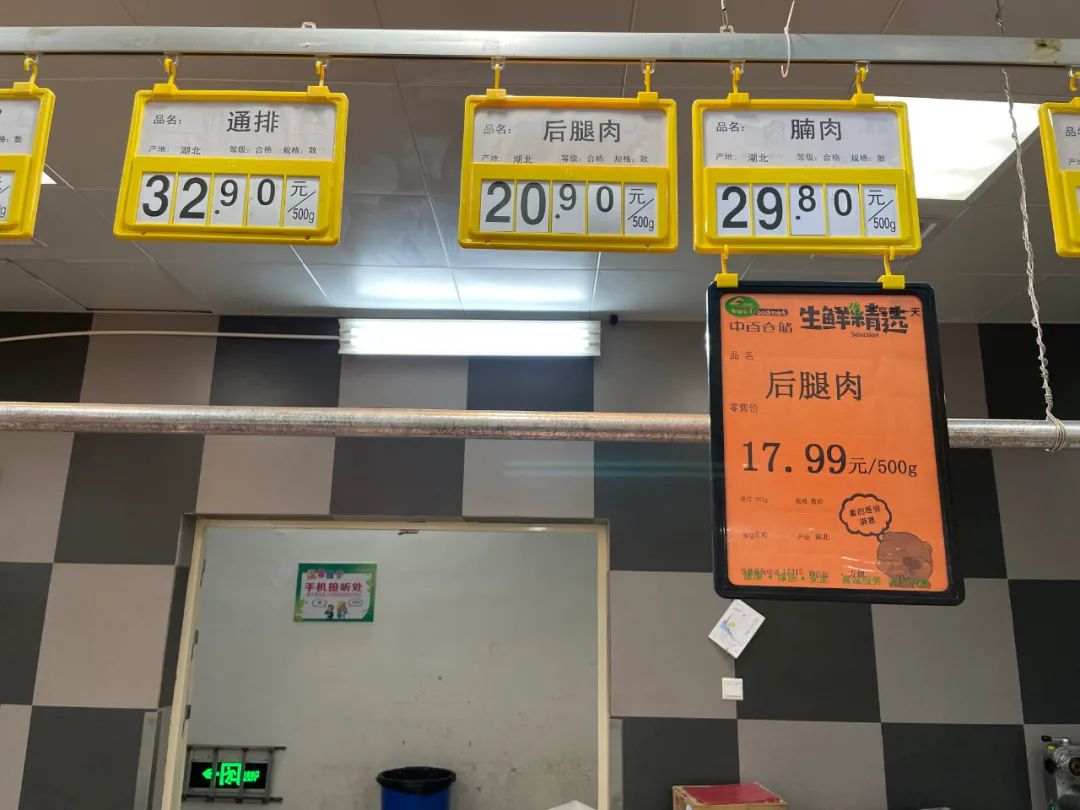 品名： 通排
产地： 湖北 等级：合格 规格：散
32.90 元/500g
品名： 后腿肉
产地： 湖北 等级：合格 规格：散
20.90 元/500g
品名： 腩肉
产地： 湖北 等级：合格 规格：散
29.80 元/500g
中百仓储
生鲜精选
Selection
品 名
后腿肉
零售价
17.99元/500g
产地 湖北
手机接听处